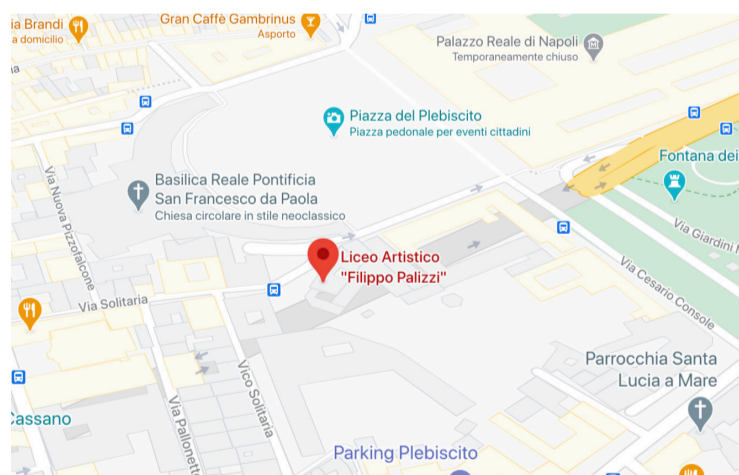 ia Brandi
a domicilio
Gran Caffè Gambrinus
Asporto
Palazzo Reale di Napoli
Temporaneamente chiuso
ia
Piazza del Plebiscito
Piazza pedonale per eventi cittadini
Fontana dei
Basilica Reale Pontificia
San Francesco da Paola
Chiesa circolare in stile neoclassico
Via Nuova Pizzofalcone
Via Giardini
Liceo Artistico
"Filippo Palizzi"
Via Cesario Console
Via Solitaria
Vico Solitaria
Parrocchia Santa
Lucia a Mare
Cassano
Via Pallonetto
Parking Plebiscito